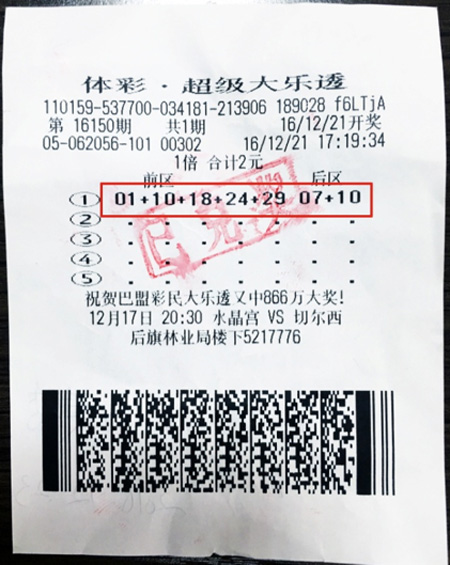 体彩·超级大乐透
110159-537700-034181-213906 189028 f6LTjA
第 16150期 共1期 16/12/21开奖
05-062056-101 00302 16/12/21 17:19:34
1倍 合计2元
前区 后区
① 01+10+18+24+29 07+10
②
③
④
⑤
已兑奖
祝贺巴盟彩民大乐透又中866万大奖!
12月17日 20:30 水晶宫 VS 切尔西
后旗林业局楼下5217776